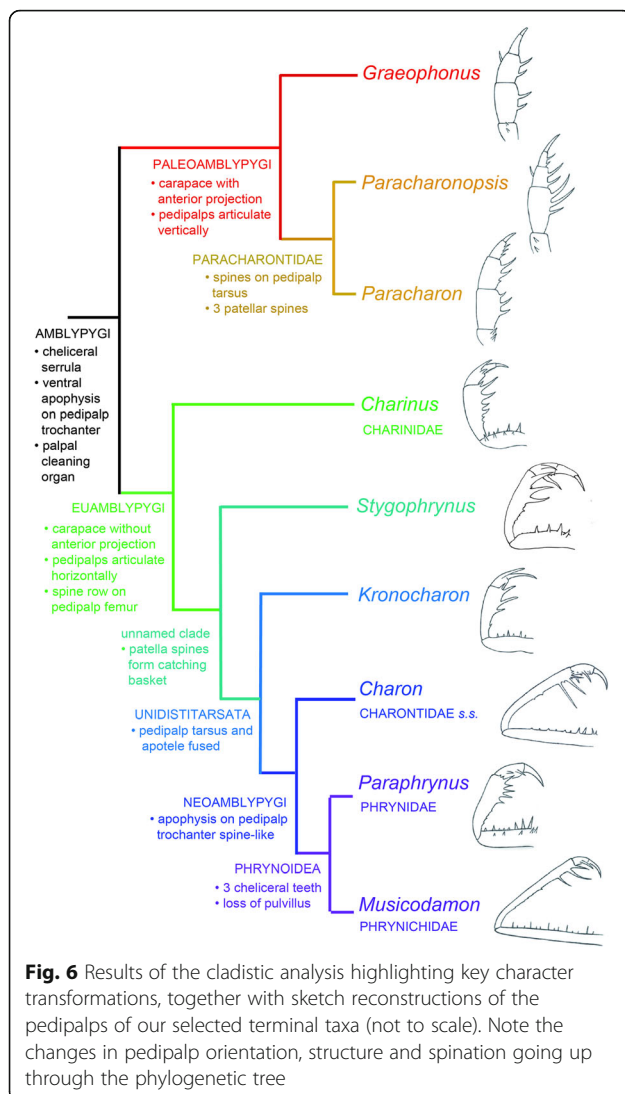 Graeophonus
PALEOAMBLYPYGI
• carapace with
anterior projection
• pedipalps articulate
vertically
Paracharonopsis
PARACHARONTIDAE
• spines on pedipalp
tarsus
• 3 patellar spines
Paracharon
AMBLYPYGI
• cheliceral
serrula
• ventral
apophysis
on pedipalp
trochanter
• palpal
cleaning
organ
Charinus
CHARINIDAE
EUAMBLYPYGI
• carapace without
anterior projection
• pedipalps articulate
horizontally
• spine row on
pedipalp femur
Stygophrynus
unnamed clade
• patella spines
form catching
basket
Kronocharon
UNIDISTITARSATA
• pedipalp tarsus and
apotele fused
Charon
CHARONTIDAE s.s.
NEOAMBLYPYGI
• apophysis on pedipalp
trochanter spine-like
Paraphrynus
PHRYNIDAE
PHRYNOIDEA
• 3 cheliceral teeth
• loss of pulvillus
Musicodamon
PHRYNICHIDAE
Fig. 6 Results of the cladistic analysis highlighting key character
transformations, together with sketch reconstructions of the
pedipalps of our selected terminal taxa (not to scale). Note the
changes in pedipalp orientation, structure and spination going up
through the phylogenetic tree